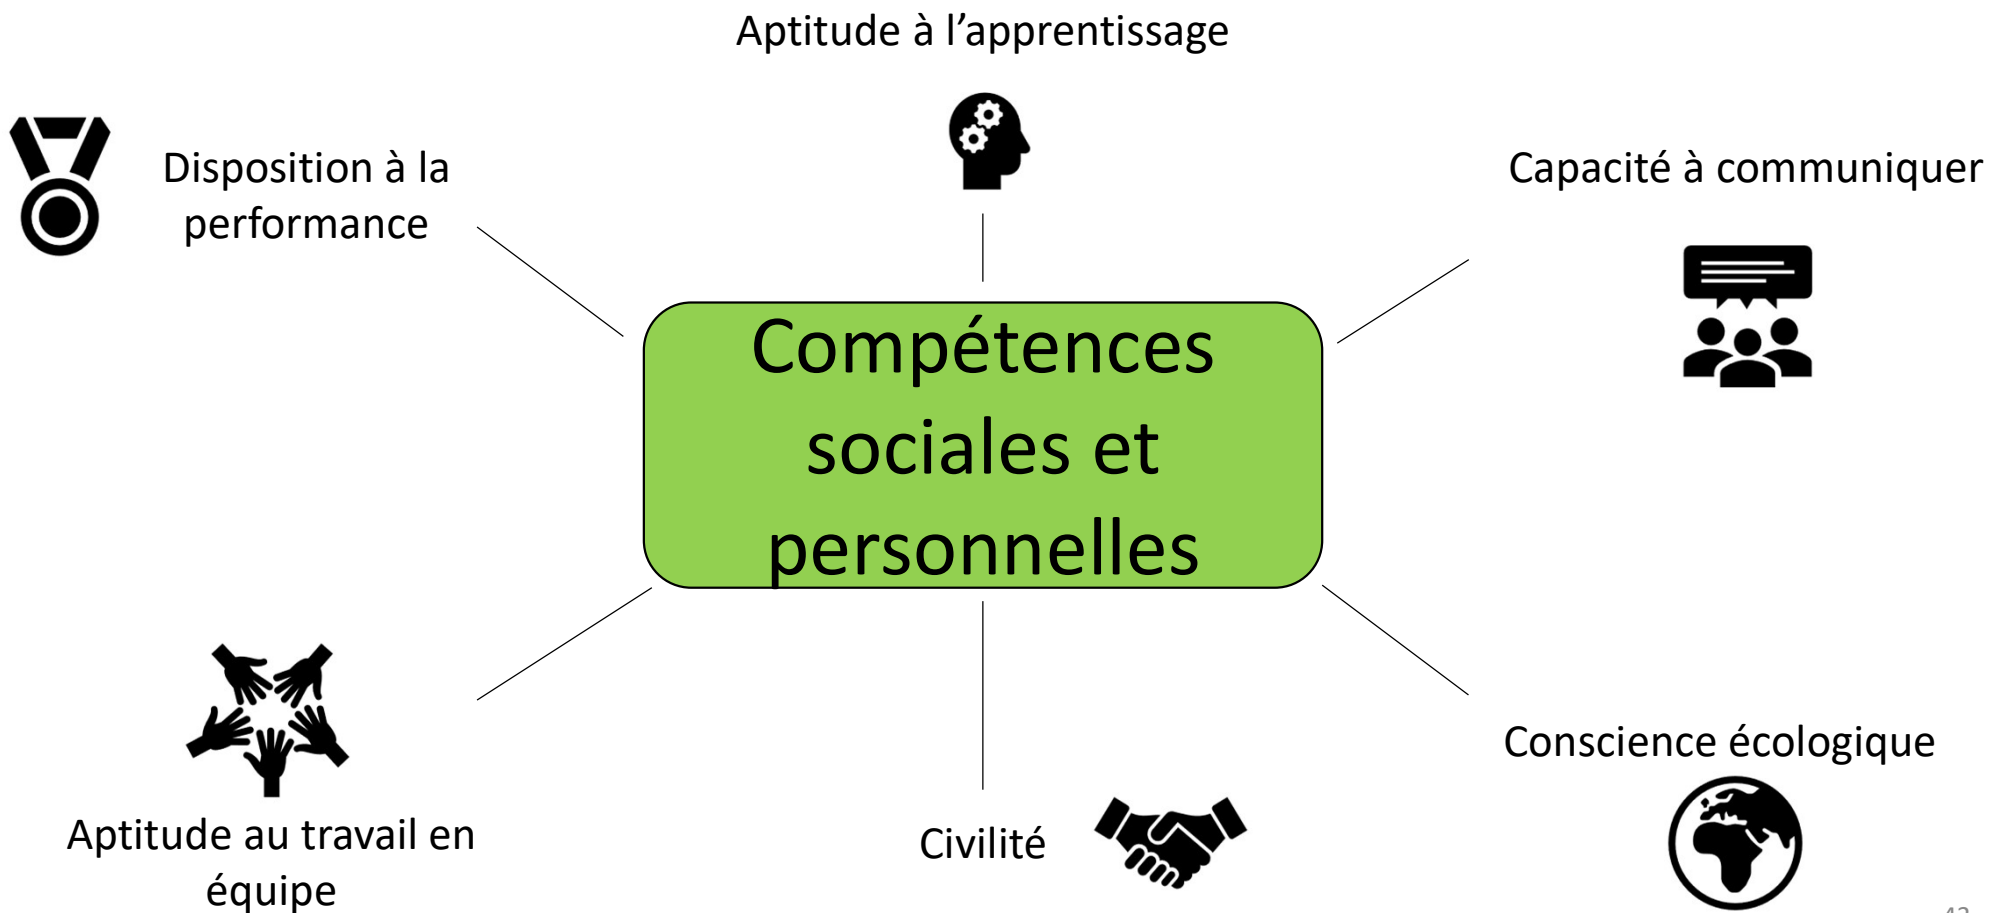 Aptitude à l’apprentissage
Disposition à la
performance
Capacité à communiquer
Compétences
sociales et
personnelles
Conscience écologique
Aptitude au travail en
équipe
Civilité